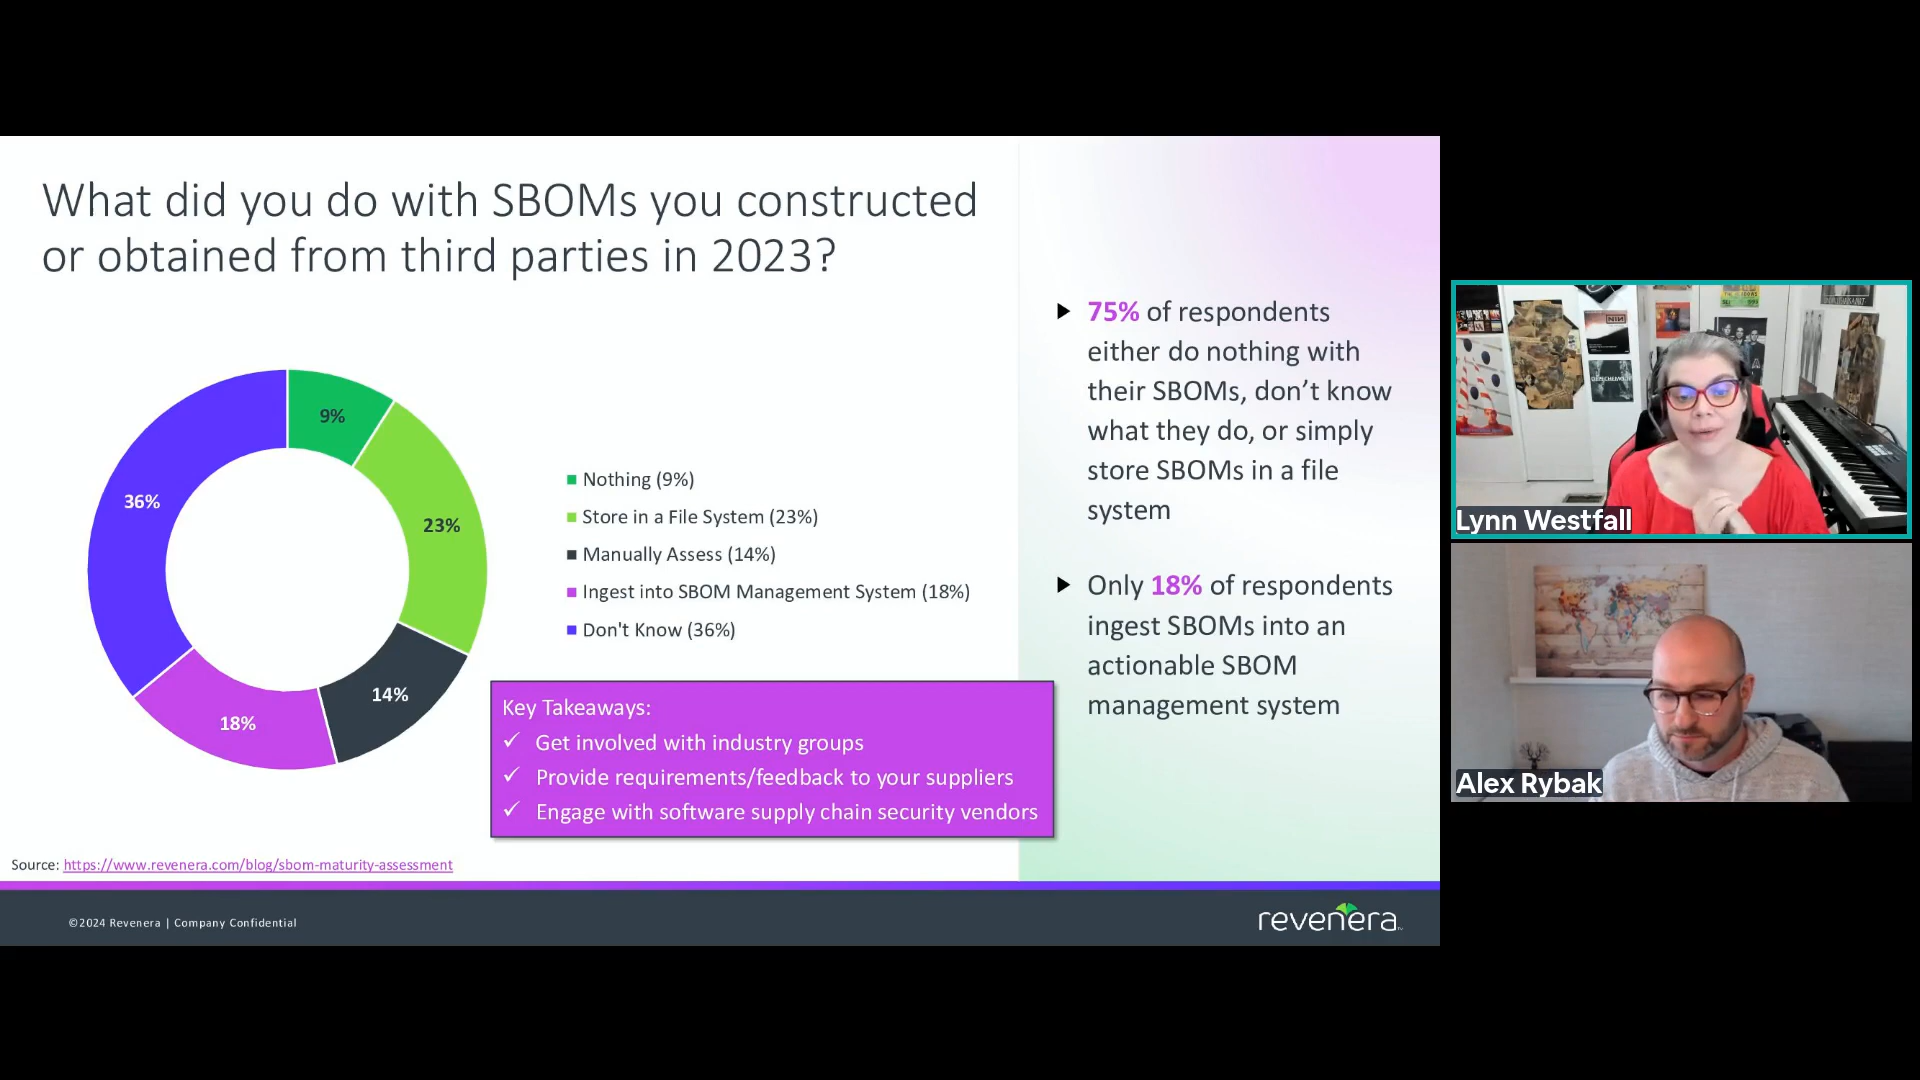 What did you do with SBOMs you constructed
or obtained from third parties in 2023?
9%
23%
14%
18%
36%
Nothing (9%)
Store in a File System (23%)
Manually Assess (14%)
Ingest into SBOM Management System (18%)
Don't Know (36%)
Key Takeaways:
✓ Get involved with industry groups
✓ Provide requirements/feedback to your suppliers
✓ Engage with software supply chain security vendors
75% of respondents
either do nothing with
their SBOMs, don’t know
what they do, or simply
store SBOMs in a file
system
Only 18% of respondents
ingest SBOMs into an
actionable SBOM
management system
Source: https://www.revenera.com/blog/sbom-maturity-assessment
©2024 Revenera | Company Confidential
revenera
NIN
Lynn Westfall
Alex Rybak